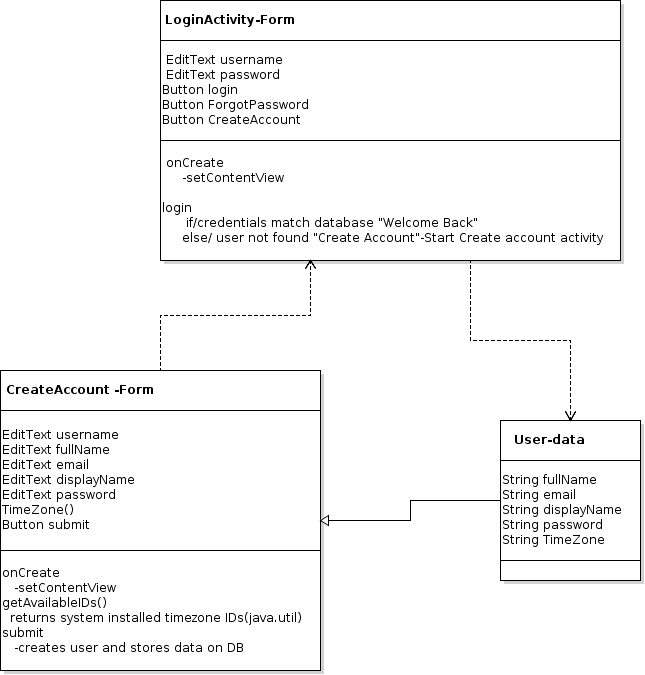 LoginActivity-Form
EditText username
EditText password
Button login
Button ForgotPassword
Button CreateAccount
onCreate
-setContentView
login
if/credentials match database "Welcome Back"
else/ user not found "Create Account"-Start Create account activity
CreateAccount -Form
EditText username
EditText fullName
EditText email
EditText displayName
EditText password
TimeZone()
Button submit
onCreate
-setContentView
getAvailableIDs()
returns system installed timezone IDs(java.util)
submit
-creates user and stores data on DB
User-data
String fullName
String email
String displayName
String password
String TimeZone